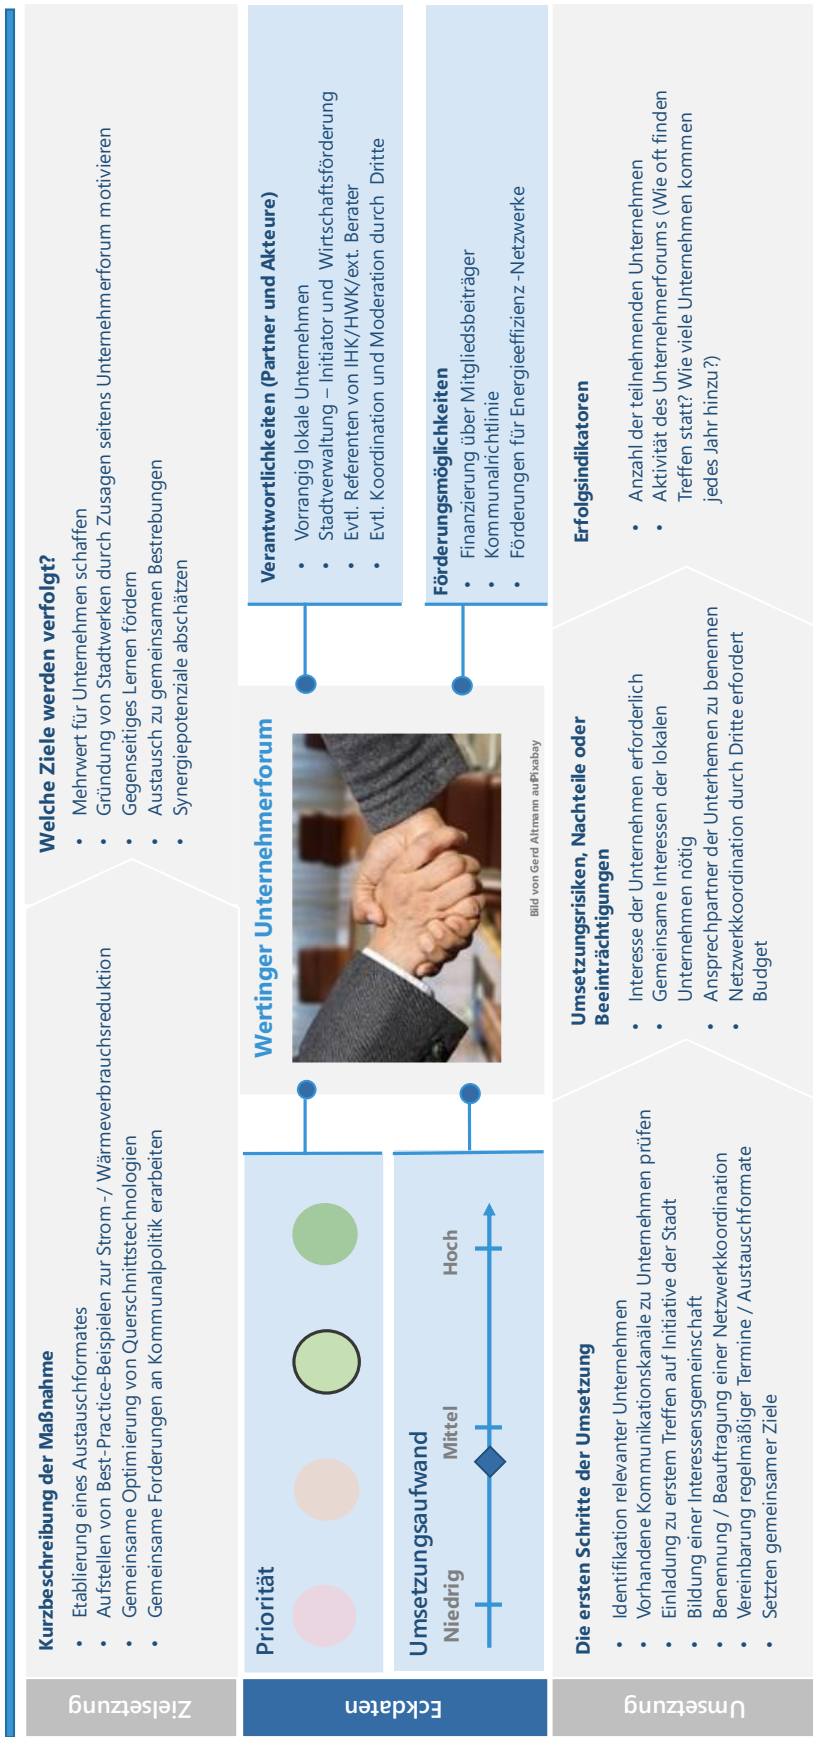 Zielsetzung
Kurzbeschreibung der Maßnahme
• Etablierung eines Austauschformates
• Aufstellen von Best-Practice-Beispielen zur Strom-/ Wärmeverbrauchsreduktion
• Gemeinsame Optimierung von Querschnittstechnologien
• Gemeinsame Forderungen an Kommunalpolitik erarbeiten
Welche Ziele werden verfolgt?
• Mehrwert für Unternehmen schaffen
• Gründung von Stadtwerken durch Zusagen seitens Unternehmerforum motivieren
• Gegenseitiges Lernen fördern
• Austausch zu gemeinsamen Bestrebungen
• Synergiepotenziale abschätzen
Eckdaten
Priorität
Umsetzungsaufwand
Niedrig
Mittel
Hoch
Wertinger Unternehmerforum
Bild von Gerd Altmann auf Pixabay
Verantwortlichkeiten (Partner und Akteure)
• Vorrangig lokale Unternehmen
• Stadtverwaltung – Initiator und Wirtschaftsförderung
• Evtl. Referenten von IHK/HWK/ext. Berater
• Evtl. Koordination und Moderation durch Dritte
Förderungsmöglichkeiten
• Finanzierung über Mitgliedsbeiträger
• Kommunalrichtlinie
• Förderungen für Energieeffizienz-Netzwerke
Umsetzung
Die ersten Schritte der Umsetzung
• Identifikation relevanter Unternehmen
• Vorhandene Kommunikationskanäle zu Unternehmen prüfen
• Einladung zu erstem Treffen auf Initiative der Stadt
• Bildung einer Interessensgemeinschaft
• Benennung / Beauftragung einer Netzwerkkoordination
• Vereinbarung regelmäßiger Termine / Austauschformate
• Setzten gemeinsamer Ziele
Umsetzungsrisiken, Nachteile oder
Beeinträchtigungen
• Interesse der Unternehmen erforderlich
• Gemeinsame Interessen der lokalen
Unternehmen nötig
• Ansprechpartner der Unterhemen zu benennen
• Netzwerkkoordination durch Dritte erfordert
Budget
Erfolgsindikatoren
• Anzahl der teilnehmenden Unternehmen
• Aktivität des Unternehmerforums (Wie oft finden
Treffen statt? Wie viele Unternehmen kommen
jedes Jahr hinzu?)